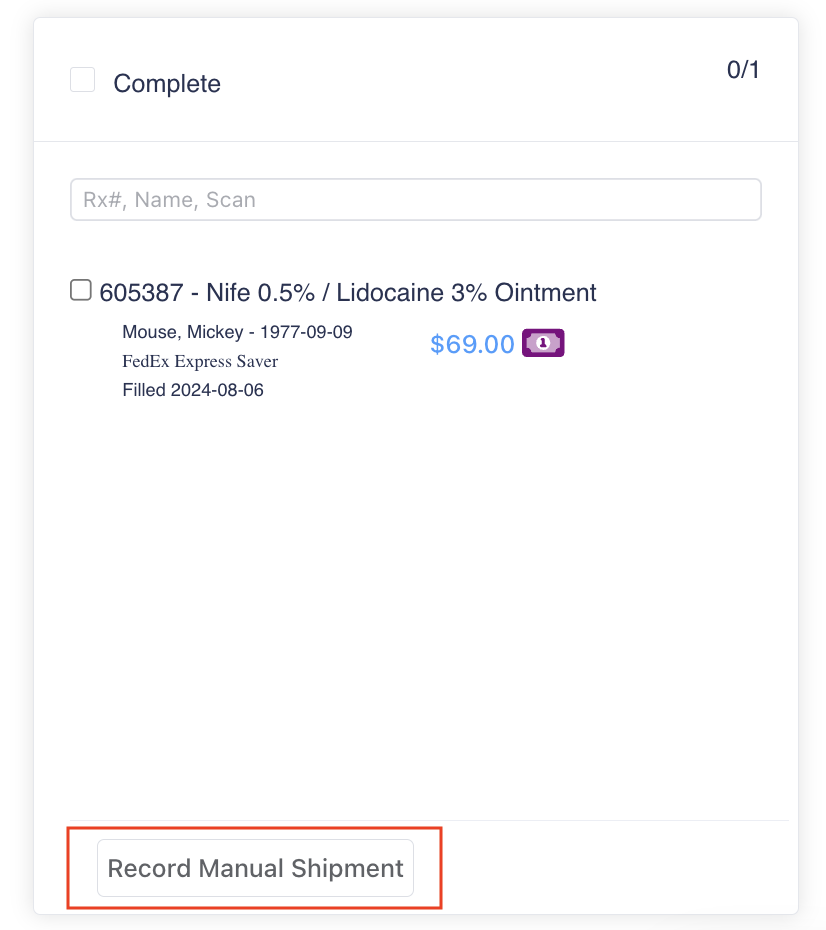 Complete
0/1
Rx#, Name, Scan
605387 - Nife 0.5% / Lidocaine 3% Ointment
Mouse, Mickey - 1977-09-09
$69.00 1
FedEx Express Saver
Filled 2024-08-06
Record Manual Shipment